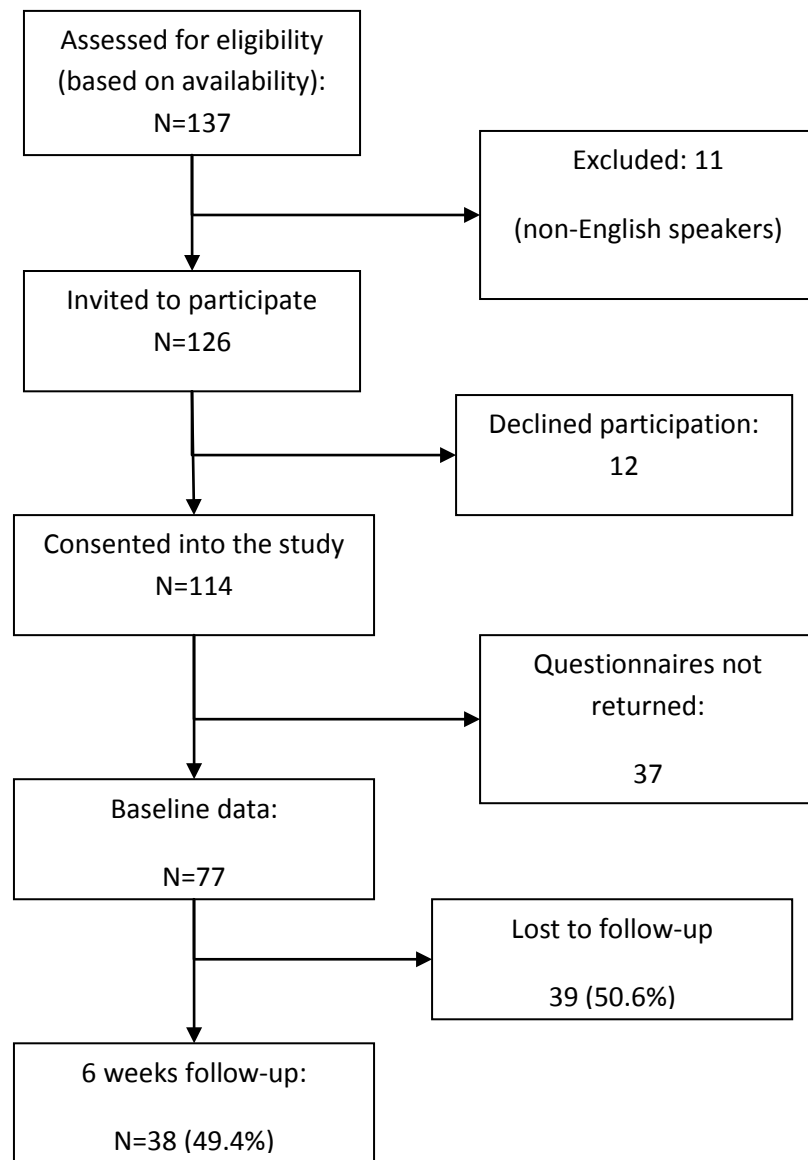 Assessed for eligibility
(based on availability):
N=137
Excluded: 11
(non-English speakers)
Invited to participate
N=126
Declined participation:
12
Consented into the study
N=114
Questionnaires not
returned:
37
Baseline data:
N=77
Lost to follow-up
39 (50.6%)
6 weeks follow-up:
N=38 (49.4%)